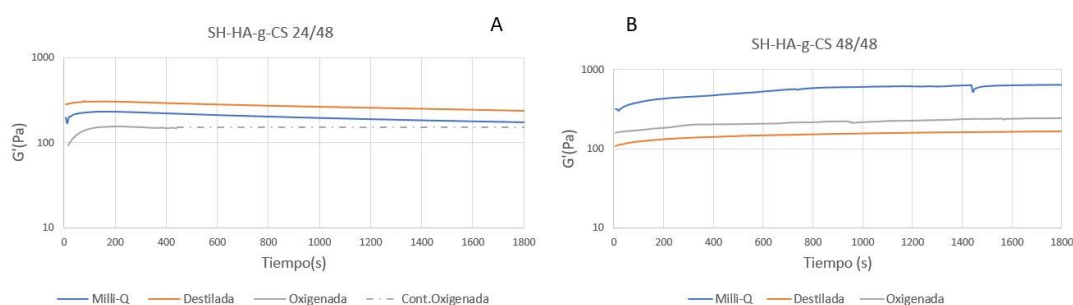 A
SH-HA-g-CS 24/48
1000
100
10
G'(Pa)
0 200 400 600 800 1000 1200 1400 1600 1800
Tiempo(s)
Milli-Q Destilada Oxigenada Cont.Oxigenada
B
SH-HA-g-CS 48/48
1000
100
10
G'(Pa)
0 200 400 600 800 1000 1200 1400 1600 1800
Tiempo (s)
Milli-Q Destilada Oxigenada